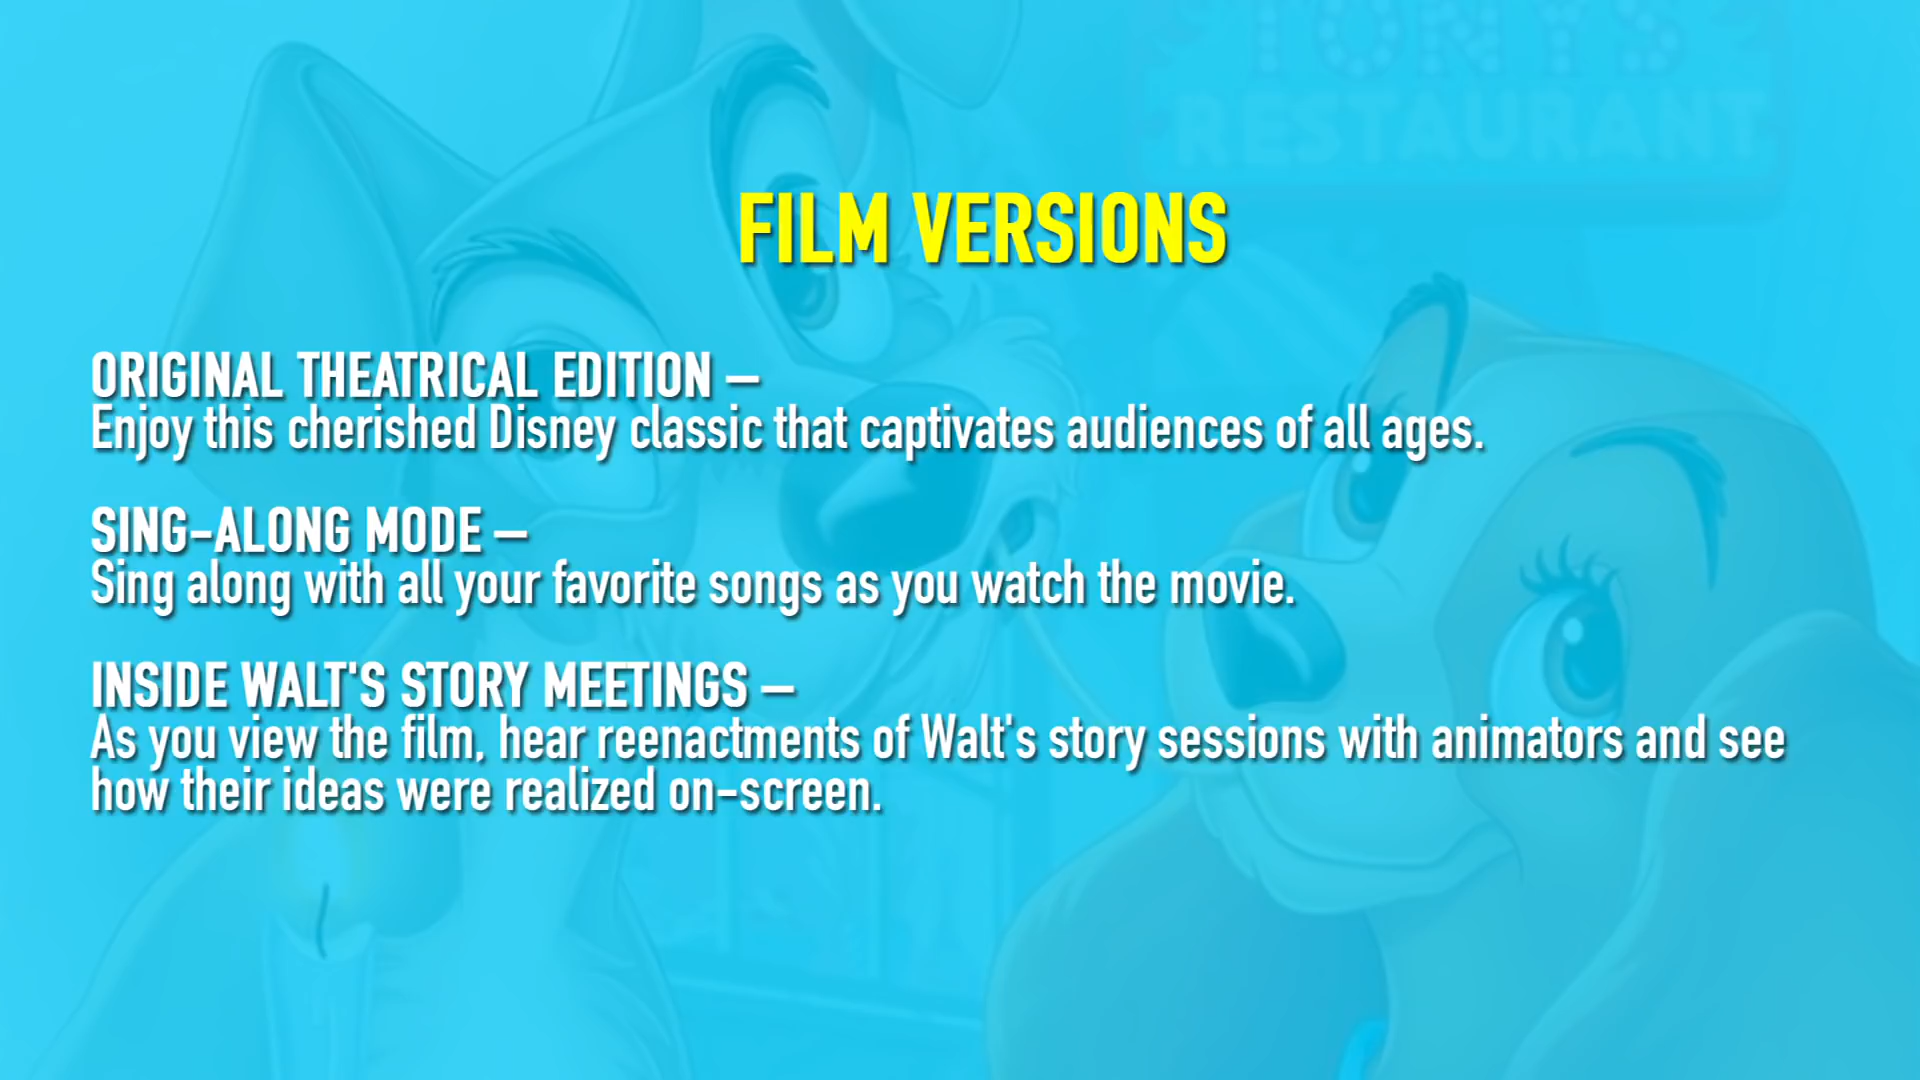 TONY'S
RESTAURANT
FILM VERSIONS
ORIGINAL THEATRICAL EDITION –
Enjoy this cherished Disney classic that captivates audiences of all ages.
SING-ALONG MODE –
Sing along with all your favorite songs as you watch the movie.
INSIDE WALT'S STORY MEETINGS –
As you view the film, hear reenactments of Walt's story sessions with animators and see
how their ideas were realized on-screen.